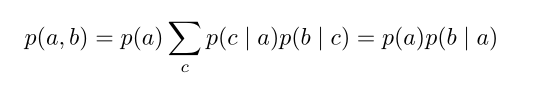 p(a, b) = p(a) ∑_c p(c | a)p(b | c) = p(a)p(b | a)